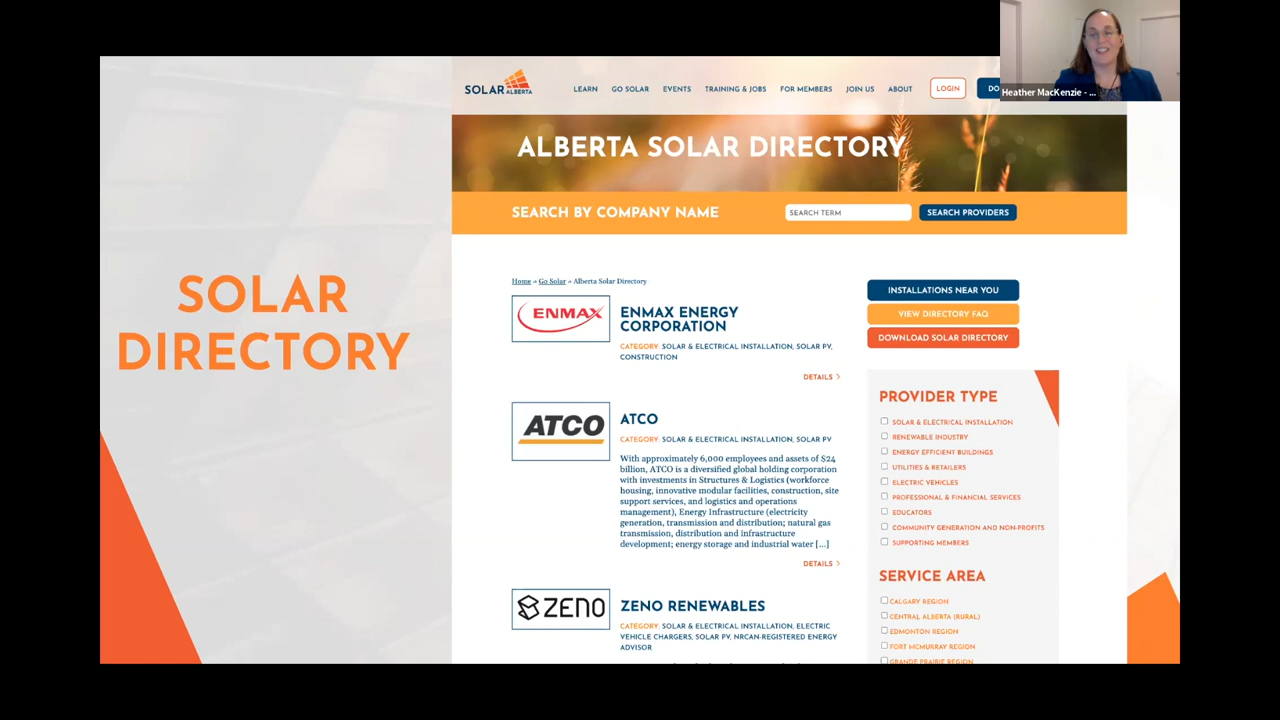 Heather MacKenzie - ...
SOLAR ALBERTA
LEARN GO SOLAR EVENTS TRAINING & JOBS FOR MEMBERS JOIN US ABOUT LOGIN DO
ALBERTA SOLAR DIRECTORY
SEARCH BY COMPANY NAME SEARCH TERM SEARCH PROVIDERS
SOLAR
DIRECTORY
Home » Go Solar » Alberta Solar Directory
ENMAX
ENMAX ENERGY
CORPORATION
CATEGORY: SOLAR & ELECTRICAL INSTALLATION, SOLAR PV,
CONSTRUCTION
DETAILS >
ATCO
ATCO
CATEGORY: SOLAR & ELECTRICAL INSTALLATION, SOLAR PV
With approximately 6,000 employees and assets of $24
billion, ATCO is a diversified global holding corporation
with investments in Structures & Logistics (workforce
housing, innovative modular facilities, construction, site
support services, and logistics and operations
management), Energy Infrastructure (electricity
generation, transmission and distribution; natural gas
transmission, distribution and infrastructure
development; energy storage and industrial water [...]
DETAILS >
ZENO
ZENO RENEWABLES
CATEGORY: SOLAR & ELECTRICAL INSTALLATION, ELECTRIC
VEHICLE CHARGERS, SOLAR PV, NRCAN-REGISTERED ENERGY
ADVISOR
INSTALLATIONS NEAR YOU
VIEW DIRECTORY FAQ
DOWNLOAD SOLAR DIRECTORY
PROVIDER TYPE
SOLAR & ELECTRICAL INSTALLATION
RENEWABLE INDUSTRY
ENERGY EFFICIENT BUILDINGS
UTILITIES & RETAILERS
ELECTRIC VEHICLES
PROFESSIONAL & FINANCIAL SERVICES
EDUCATORS
COMMUNITY GENERATION AND NON-PROFITS
SUPPORTING MEMBERS
SERVICE AREA
CALGARY REGION
CENTRAL ALBERTA (RURAL)
EDMONTON REGION
FORT MCMURRAY REGION
GRANDE PRAIRIE REGION